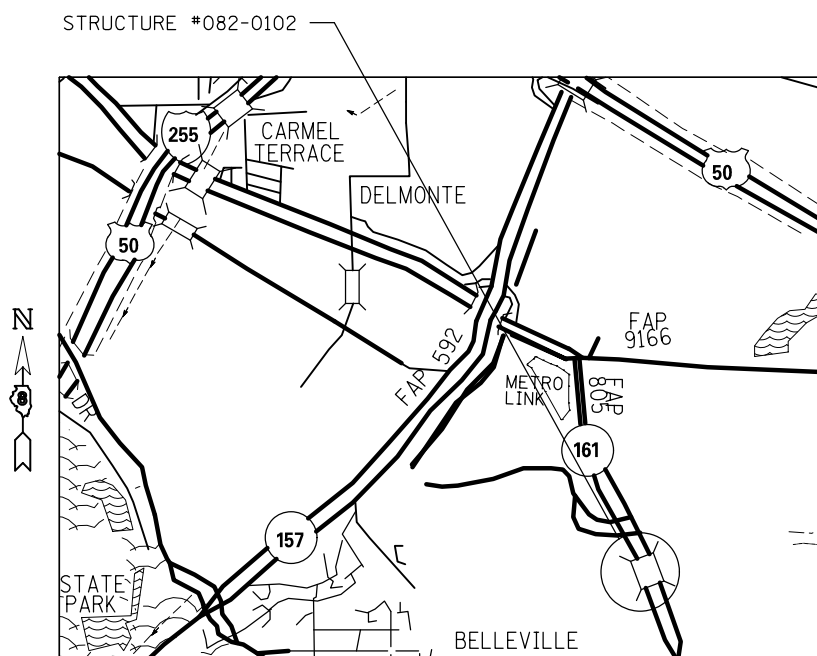 STRUCTURE #082-0102
255
CARMEL
TERRACE
50
DELMONTE
50
N
FAP
9166
FAP 592
8
DR
METRO
LINK
FAP
805
161
157
STATE
PARK
BELLEVILLE